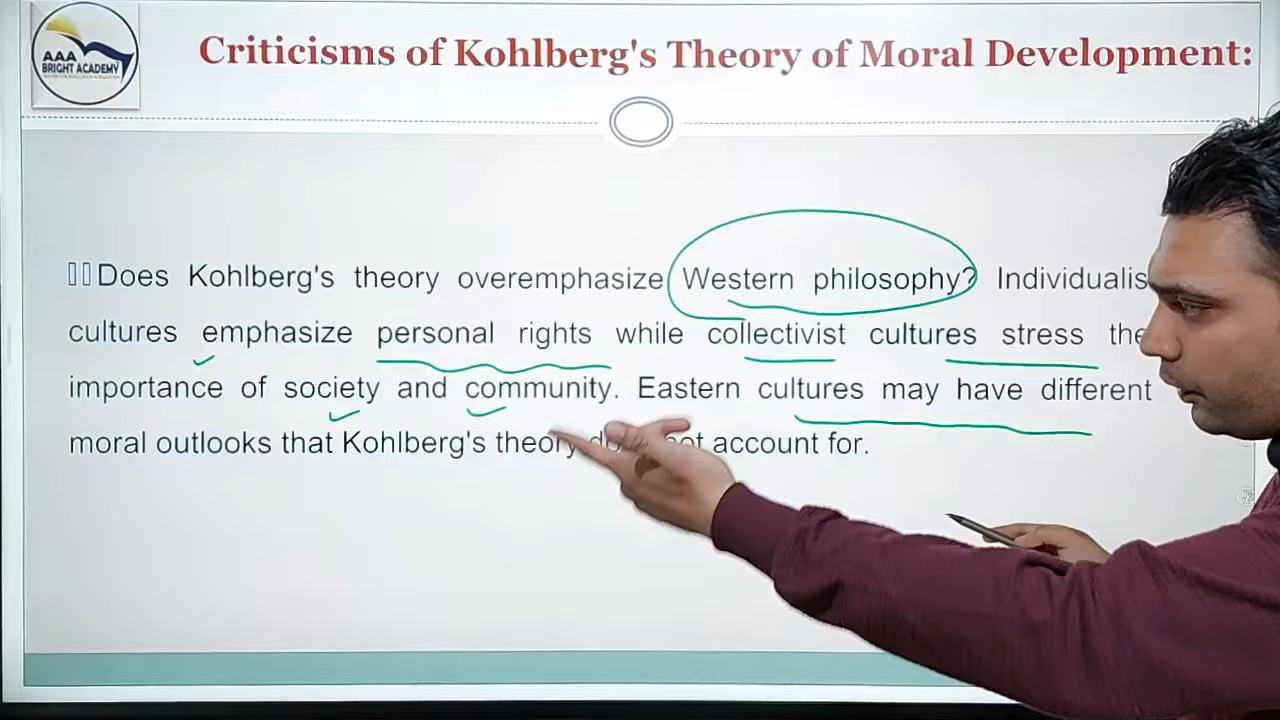 AAA
BRIGHT ACADEMY
Criticisms of Kohlberg's Theory of Moral Development:
Does Kohlberg's theory overemphasize Western philosophy? Individualis
cultures emphasize personal rights while collectivist cultures stress the
importance of society and community. Eastern cultures may have different
moral outlooks that Kohlberg's theory account for.